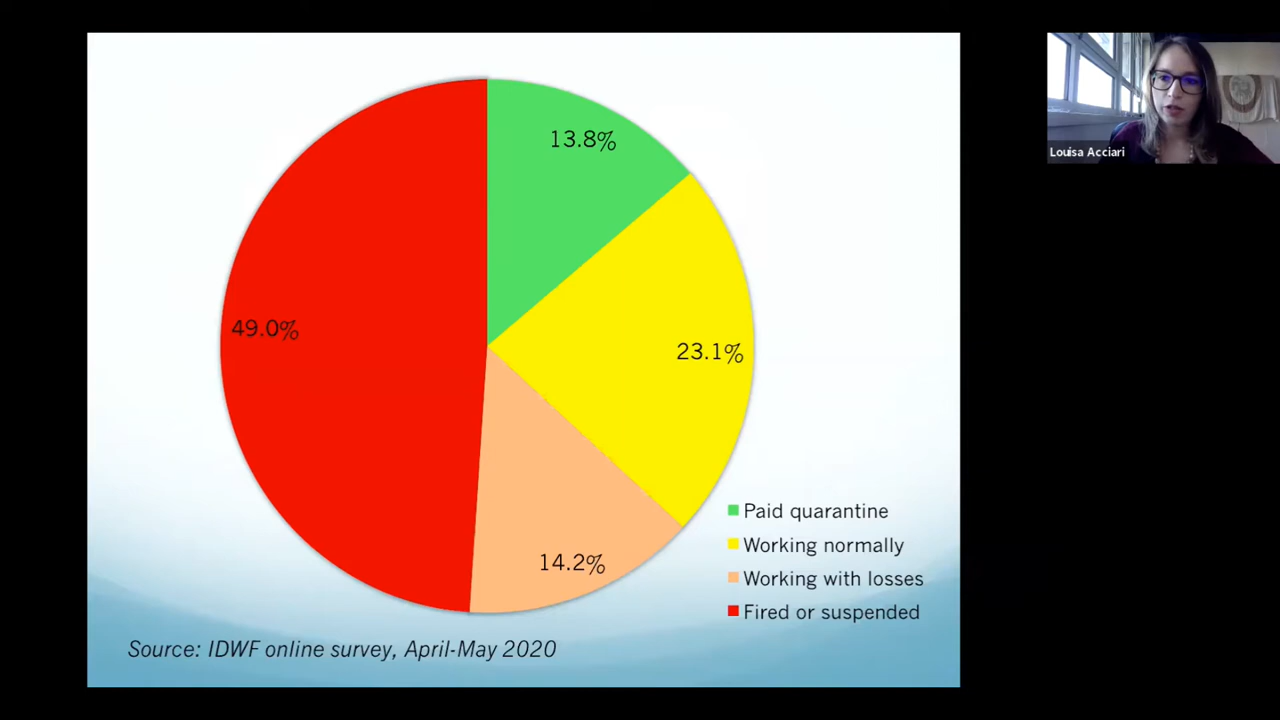 13.8%
Louisa Acciari
49.0%
23.1%
14.2%
Paid quarantine
Working normally
Working with losses
Fired or suspended
Source: IDWF online survey, April-May 2020